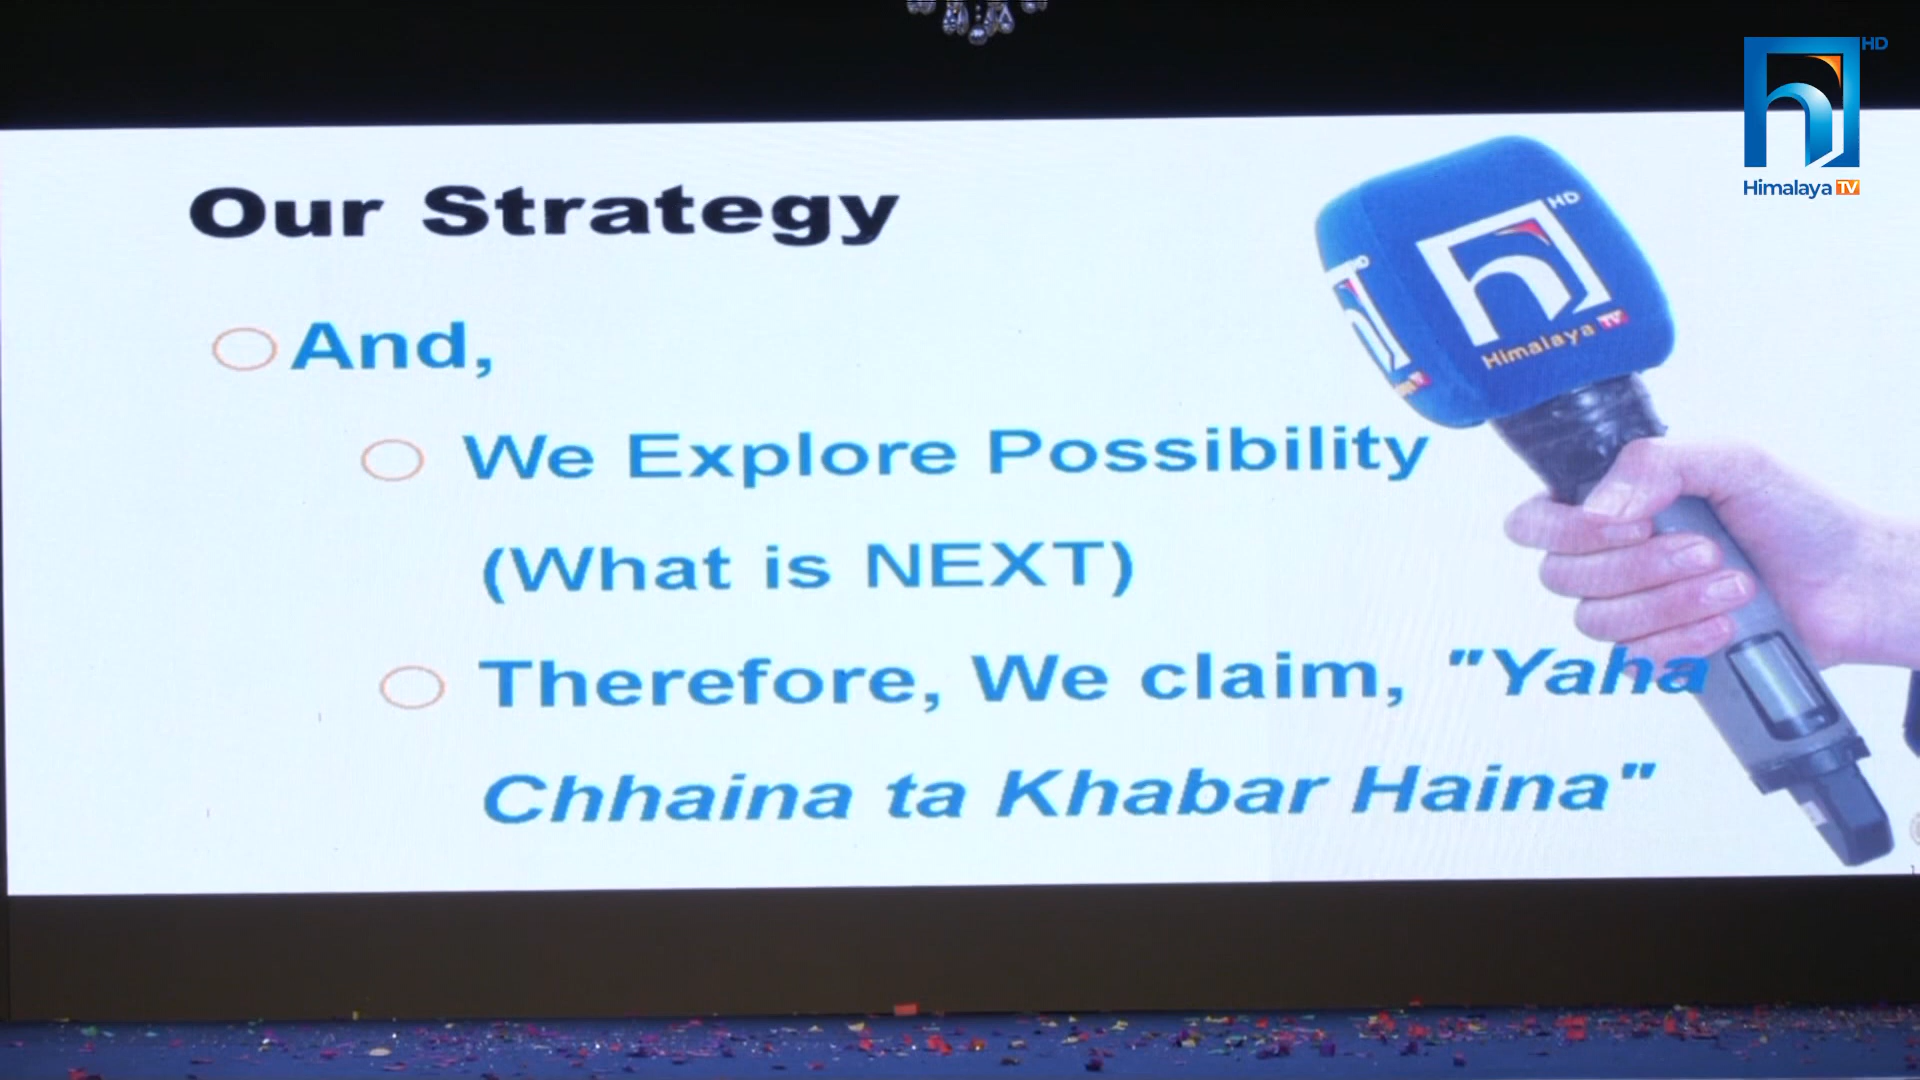 HD
Himalaya TV
Our Strategy
HD
Himalaya TV
And,
We Explore Possibility
(What is NEXT)
Therefore, We claim, "Yaha
Chhaina ta Khabar Haina"